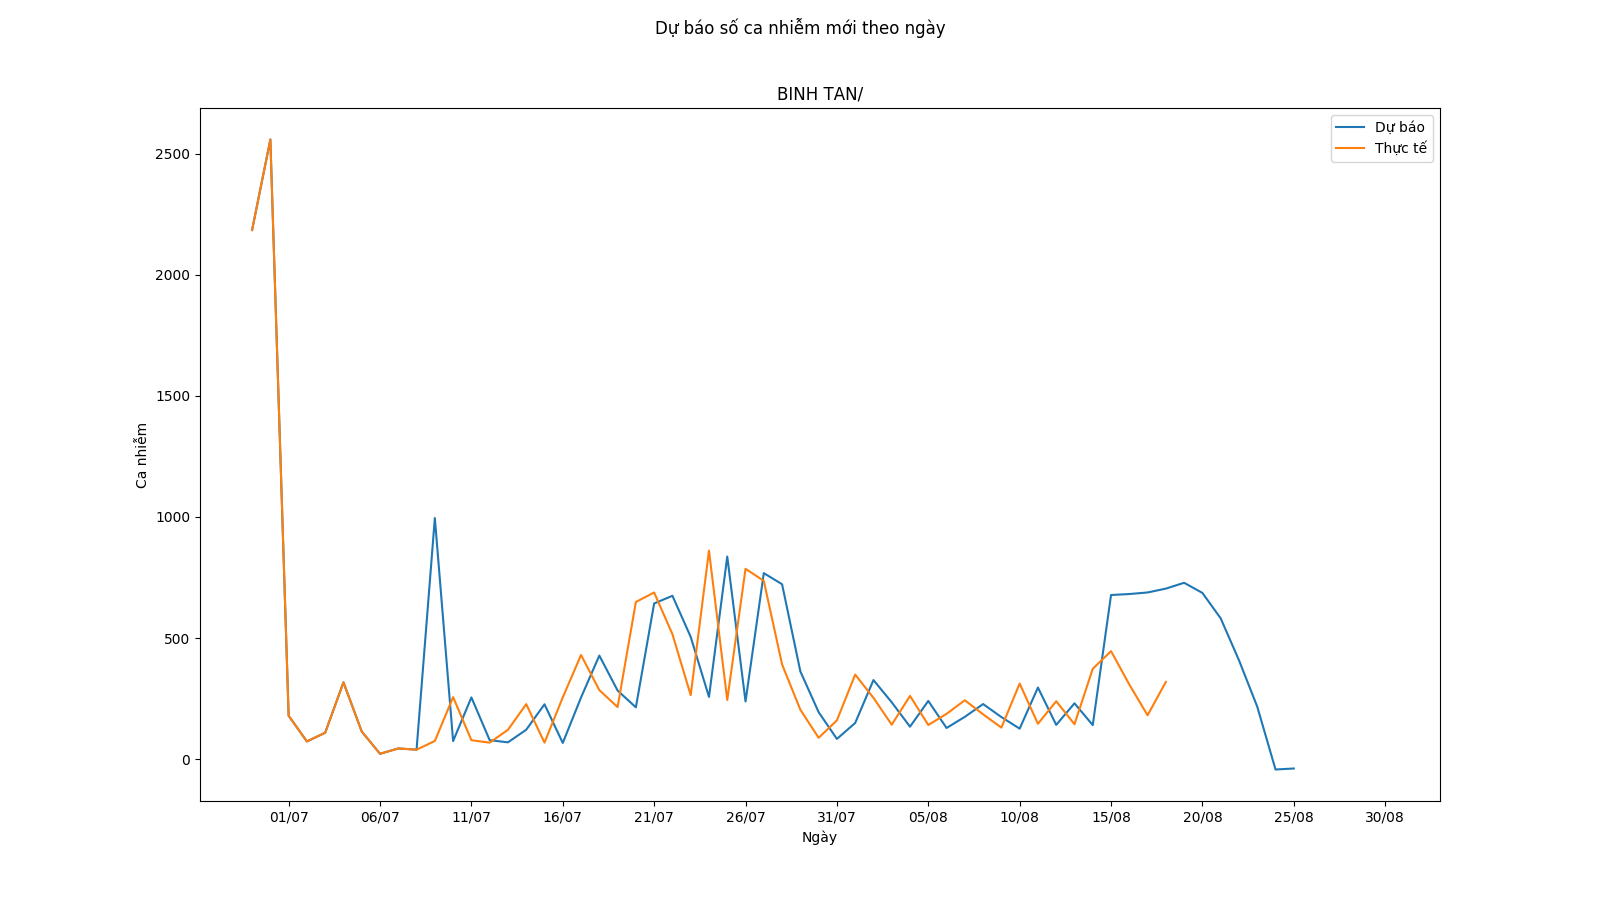 Dự báo số ca nhiễm mới theo ngày
BINH TAN/
Dự báo
Thực tế
2500
2000
1500
1000
500
0
Ca nhiễm
01/07 06/07 11/07 16/07 21/07 26/07 31/07 05/08 10/08 15/08 20/08 25/08 30/08
Ngày